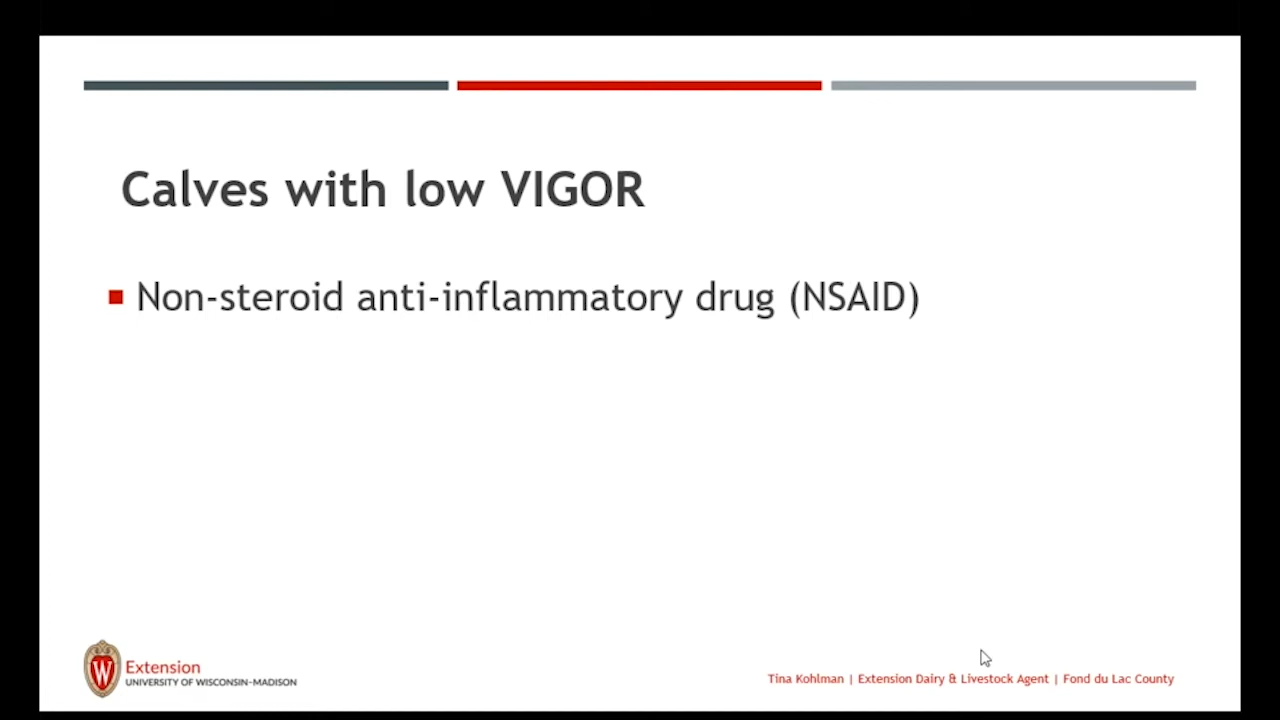 Calves with low VIGOR
Non-steroid anti-inflammatory drug (NSAID)
W
Extension
UNIVERSITY OF WISCONSIN-MADISON
Tina Kohlman | Extension Dairy & Livestock Agent | Fond du Lac County